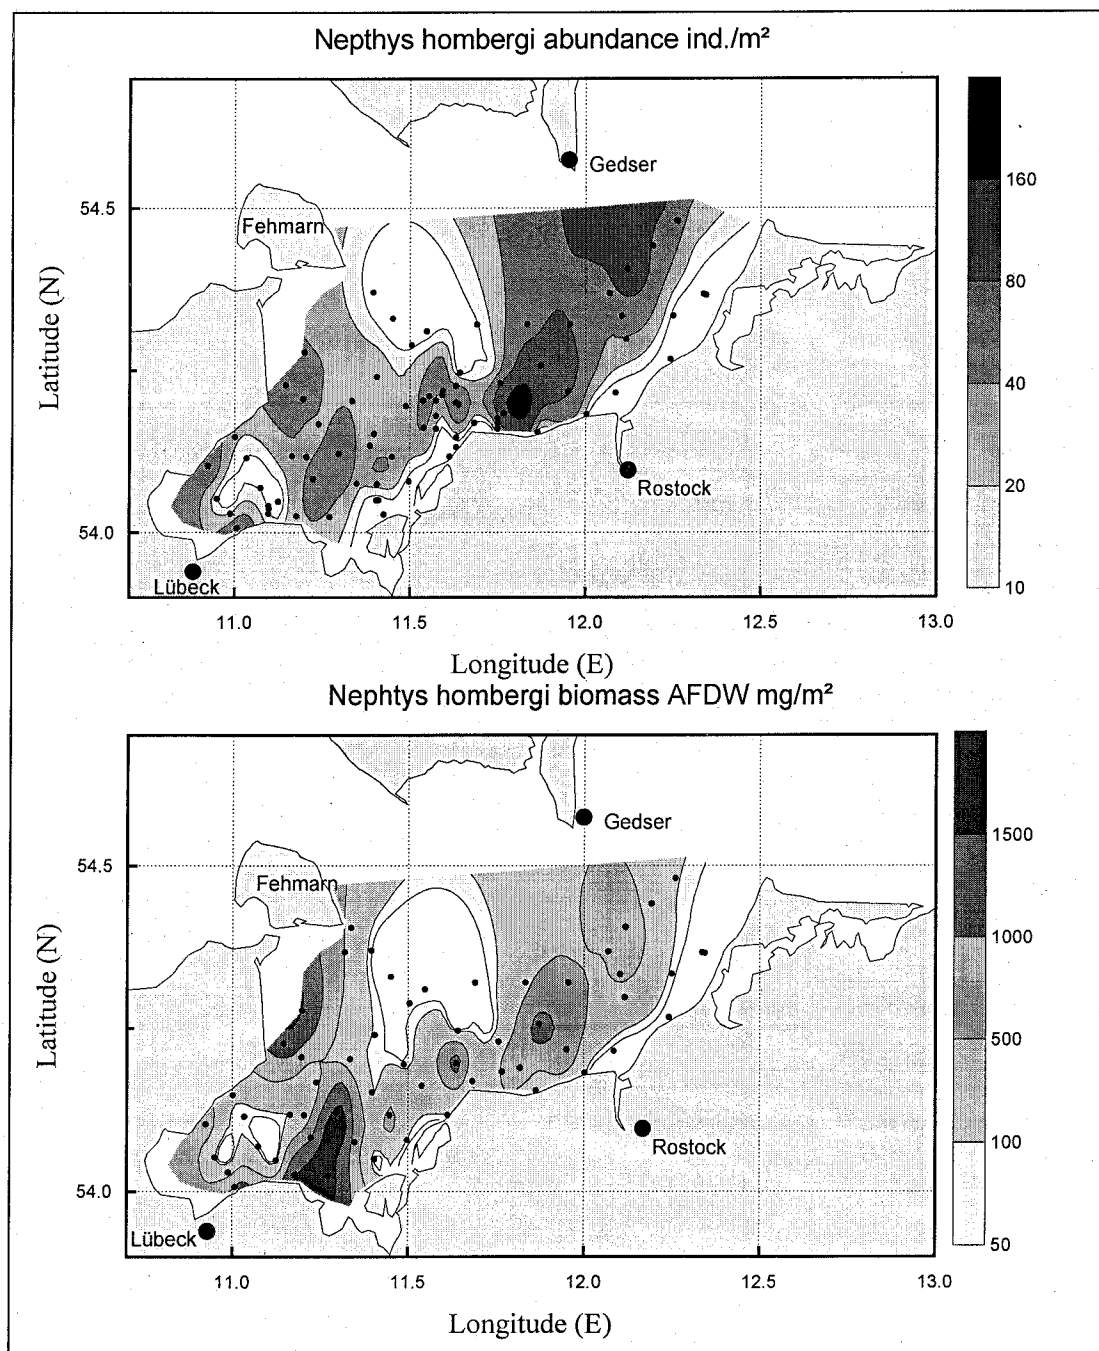 Nepthys hombergi abundance ind./m²
160
80
40
20
10
54.5
54.0
Latitude (N)
Gedser
Fehmarn
Rostock
Lübeck
11.0 11.5 12.0 12.5 13.0
Longitude (E)
Nephtys hombergi biomass AFDW mg/m²
1500
1000
500
100
50
54.5
54.0
Latitude (N)
Gedser
Fehmarn
Rostock
Lübeck
11.0 11.5 12.0 12.5 13.0
Longitude (E)